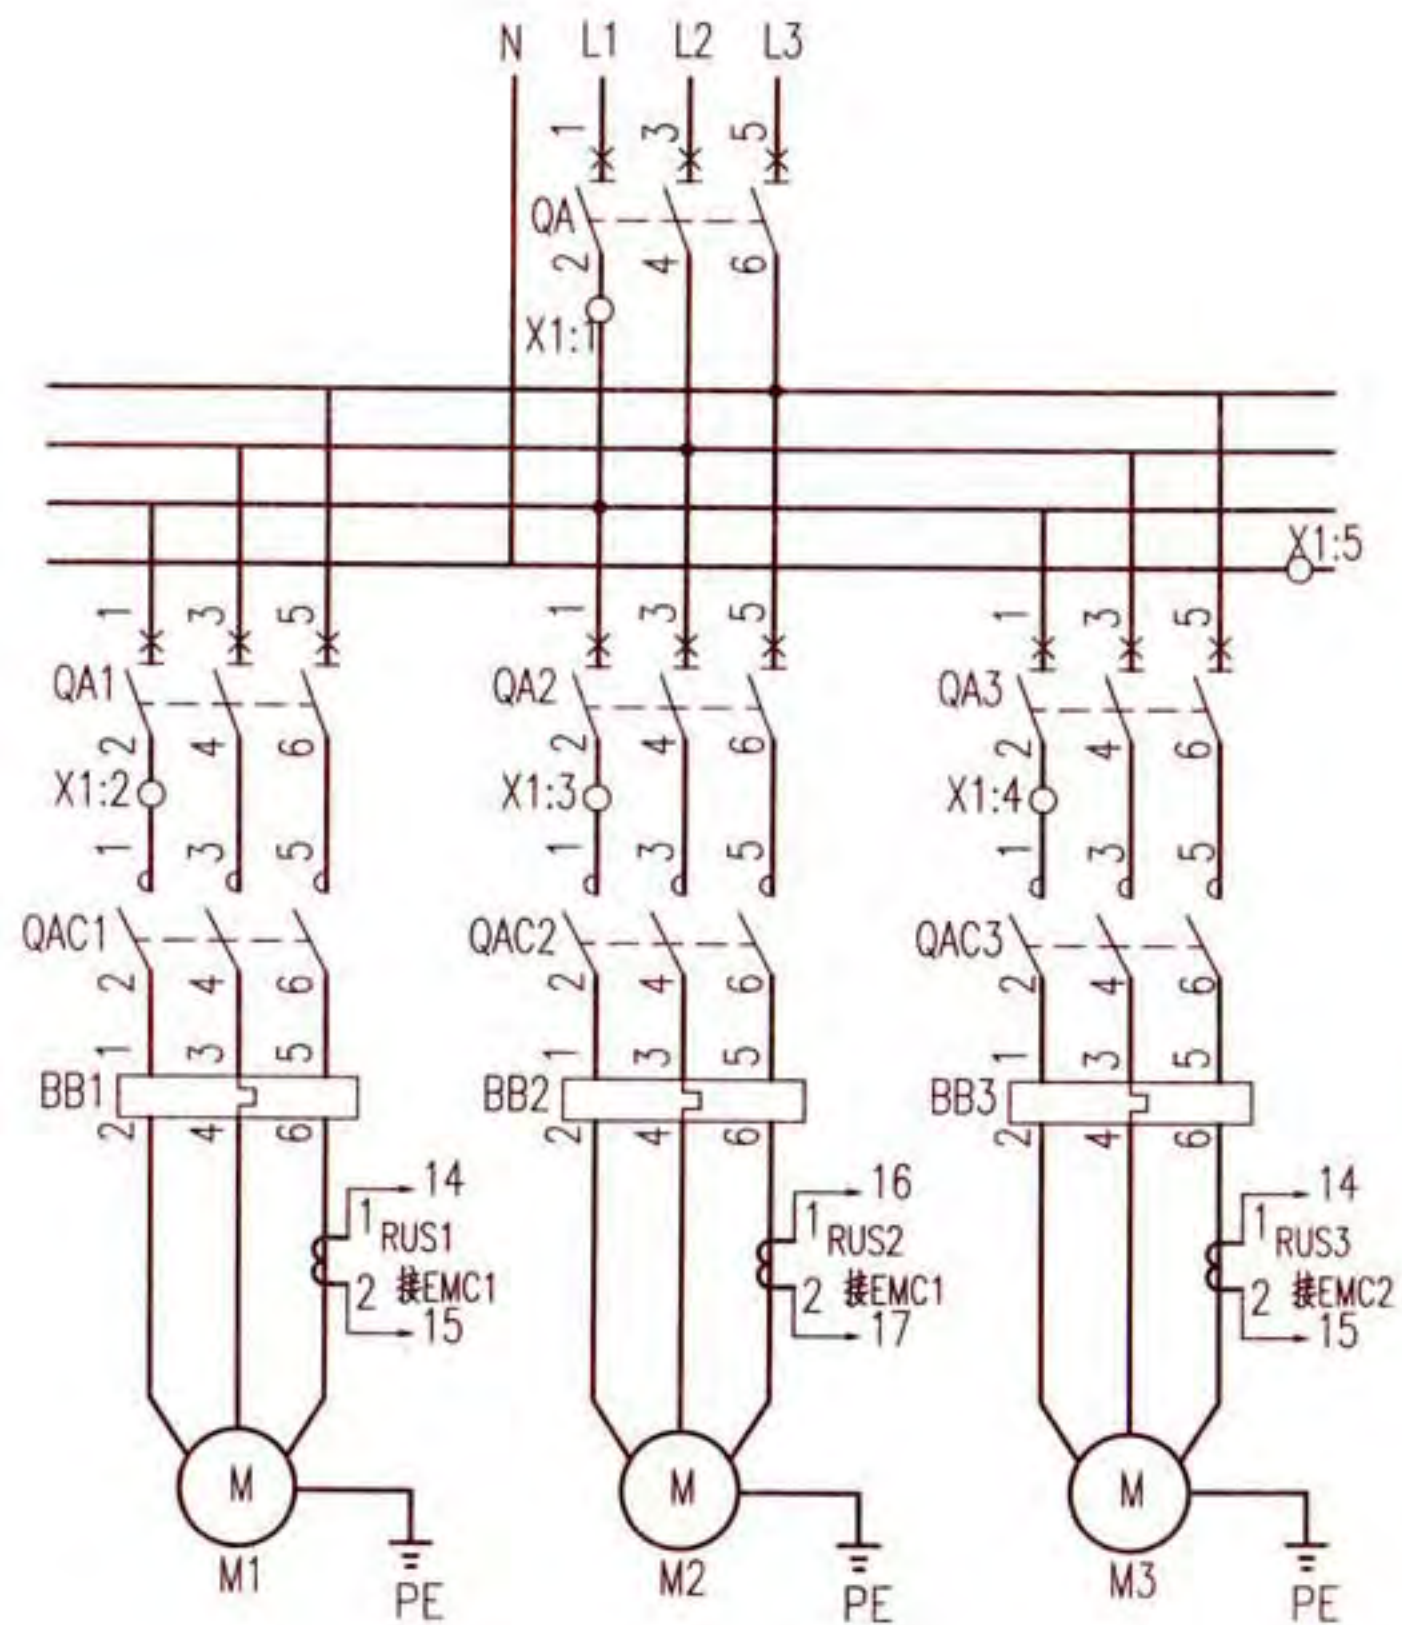 N L1 L2 L3
1 3 5
QA
2 4 6
X1:1
X1:5
1 3 5 1 3 5 1 3 5
QA1 QA2 QA3
2 4 6 2 4 6 2 4 6
X1:2 X1:3 X1:4
1 3 5 1 3 5 1 3 5
QAC1 QAC2 QAC3
2 4 6 2 4 6 2 4 6
1 3 5 1 3 5 1 3 5
BB1 BB2 BB3
2 4 6 2 4 6 2 4 6
14 16 14
1 RUS1 1 RUS2 1 RUS3
2 接EMC1 2 接EMC1 2 接EMC2
15 17 15
M M M
M1 M2 M3
PE PE PE